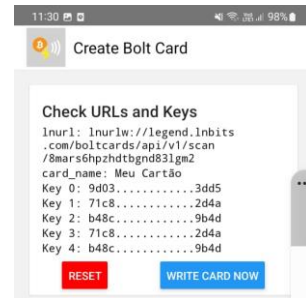 11:30
98%
Create Bolt Card
Check URLs and Keys
lnurl: lnurlw://legend.lnbits
.com/boltcards/api/v1/scan
/8mars6hpzhdtbgnd83lgm2
card_name: Meu Cartão
Key 0: 9d03............3dd5
Key 1: 71c8............2d4a
Key 2: b48c............9b4d
Key 3: 71c8............2d4a
Key 4: b48c............9b4d
RESET
WRITE CARD NOW